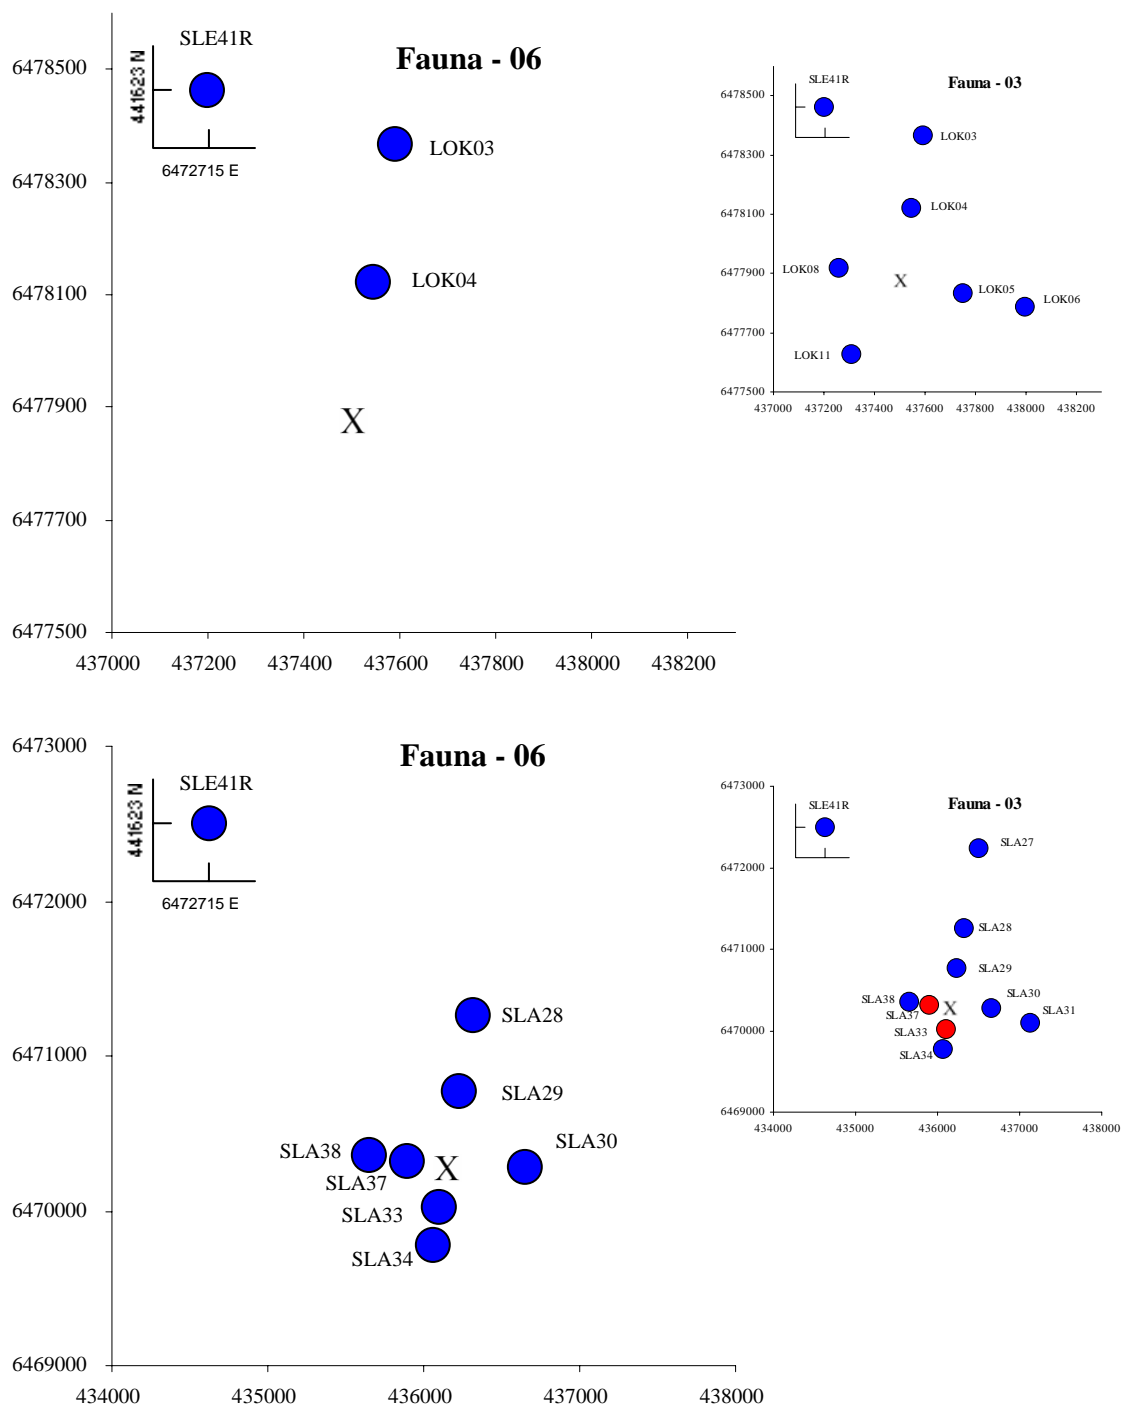 Fauna - 06
SLE41R
441623 N
6472715 E
6478500
6478300
6478100
6477900
6477700
6477500
LOK03
LOK04
X
437000 437200 437400 437600 437800 438000 438200
Fauna - 03
SLE41R
6478500
6478300
6478100
6477900
6477700
6477500
LOK03
LOK04
LOK08
X
LOK05
LOK06
LOK11
437000 437200 437400 437600 437800 438000 438200
Fauna - 06
SLE41R
441623 N
6472715 E
6473000
6472000
6471000
6470000
6469000
SLA28
SLA29
SLA30
SLA38
X
SLA37
SLA33
SLA34
434000 435000 436000 437000 438000
Fauna - 03
SLE41R
6473000
6472000
6471000
6470000
6469000
SLA27
SLA28
SLA29
SLA30
SLA38
X
SLA31
SLA37
SLA33
SLA34
434000 435000 436000 437000 438000